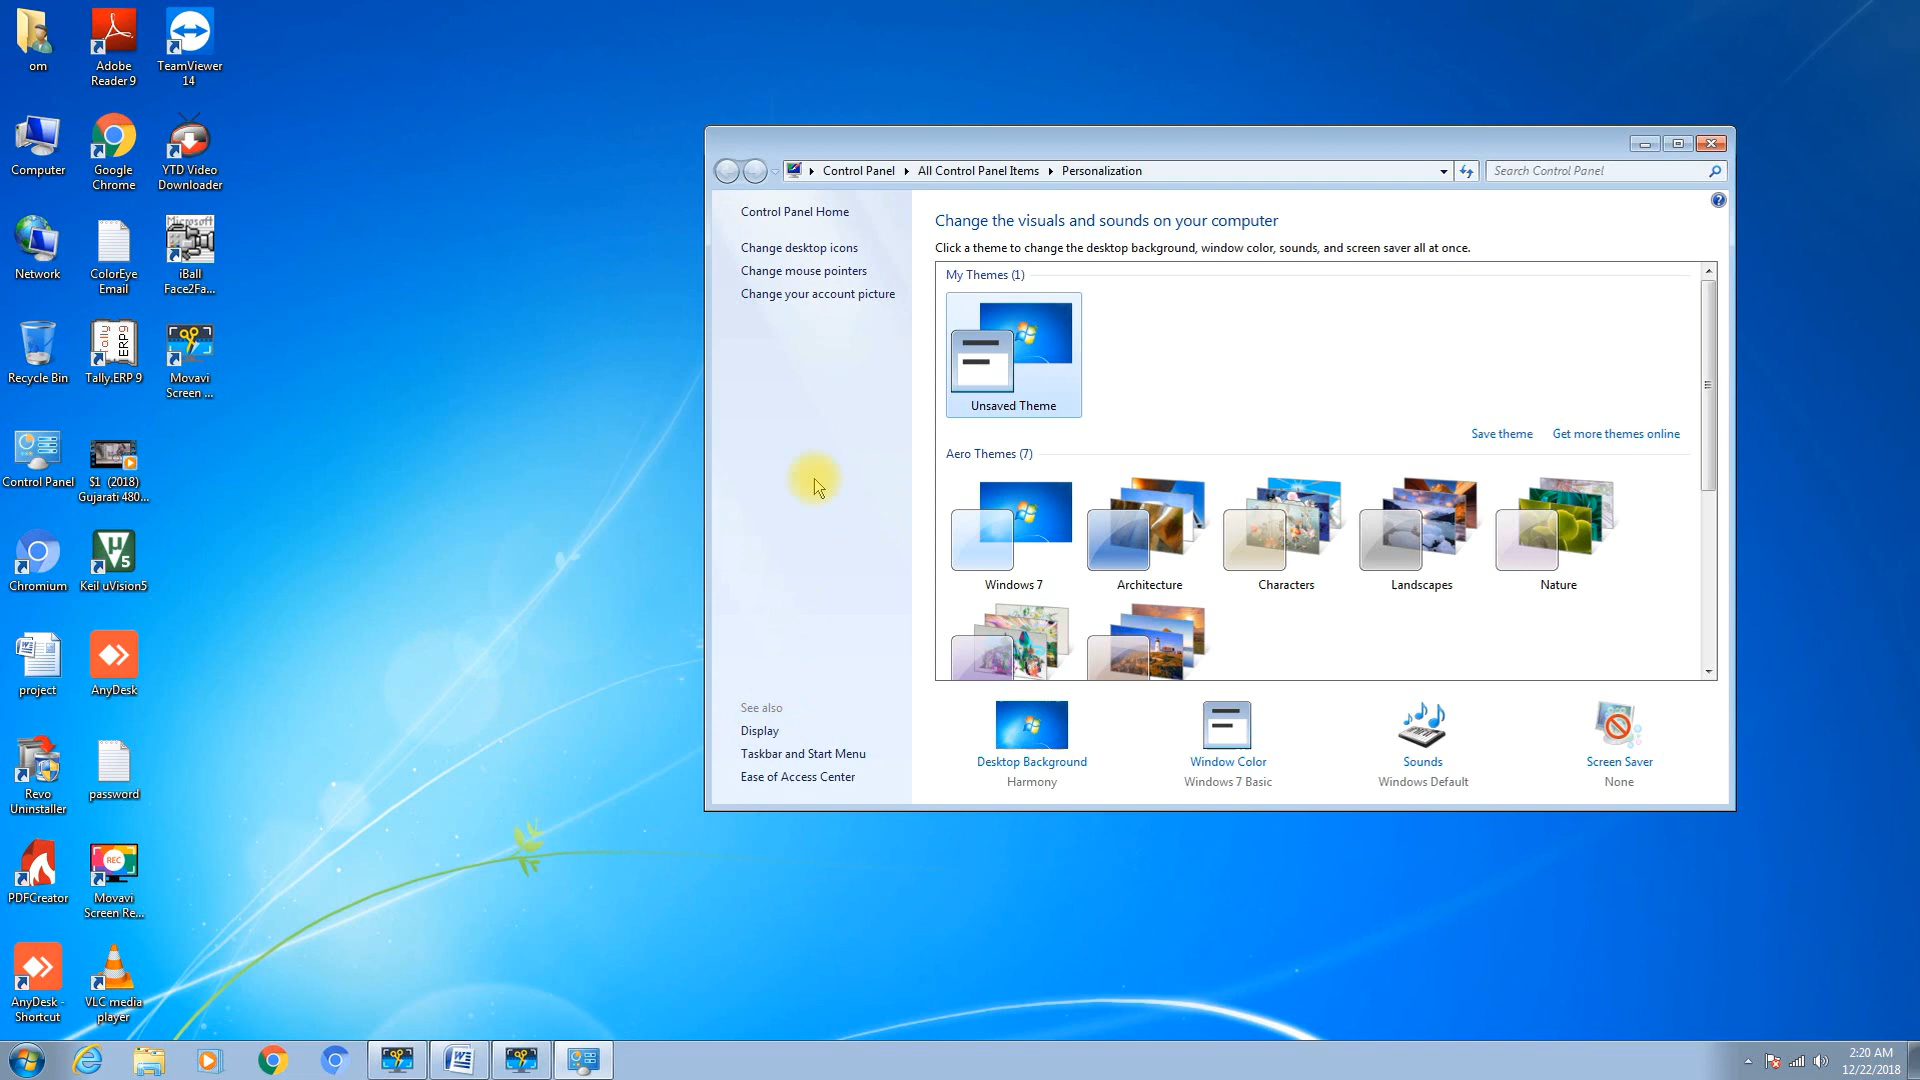 om
Adobe
Reader 9
TeamViewer
14
Computer
Google
Chrome
YTD Video
Downloader
Network
ColorEye
Email
Microsoft
iBall
Face2Fa...
Recycle Bin
Tally
ERP9
Tally.ERP 9
Movavi
Screen ...
Control Panel
$1 (2018)
Gujarati 480...
Chromium
5
Keil uVision5
project
AnyDesk
Revo
Uninstaller
password
PDFCreator
REC
Movavi
Screen Re...
AnyDesk -
Shortcut
VLC media
player
Control Panel
All Control Panel Items
Personalization
Search Control Panel
Control Panel Home
Change desktop icons
Change mouse pointers
Change your account picture
See also
Display
Taskbar and Start Menu
Ease of Access Center
Change the visuals and sounds on your computer
Click a theme to change the desktop background, window color, sounds, and screen saver all at once.
My Themes (1)
Unsaved Theme
Save theme
Get more themes online
Aero Themes (7)
Windows 7
Architecture
Characters
Landscapes
Nature
Desktop Background
Harmony
Window Color
Windows 7 Basic
Sounds
Windows Default
Screen Saver
None
2:20 AM
12/22/2018